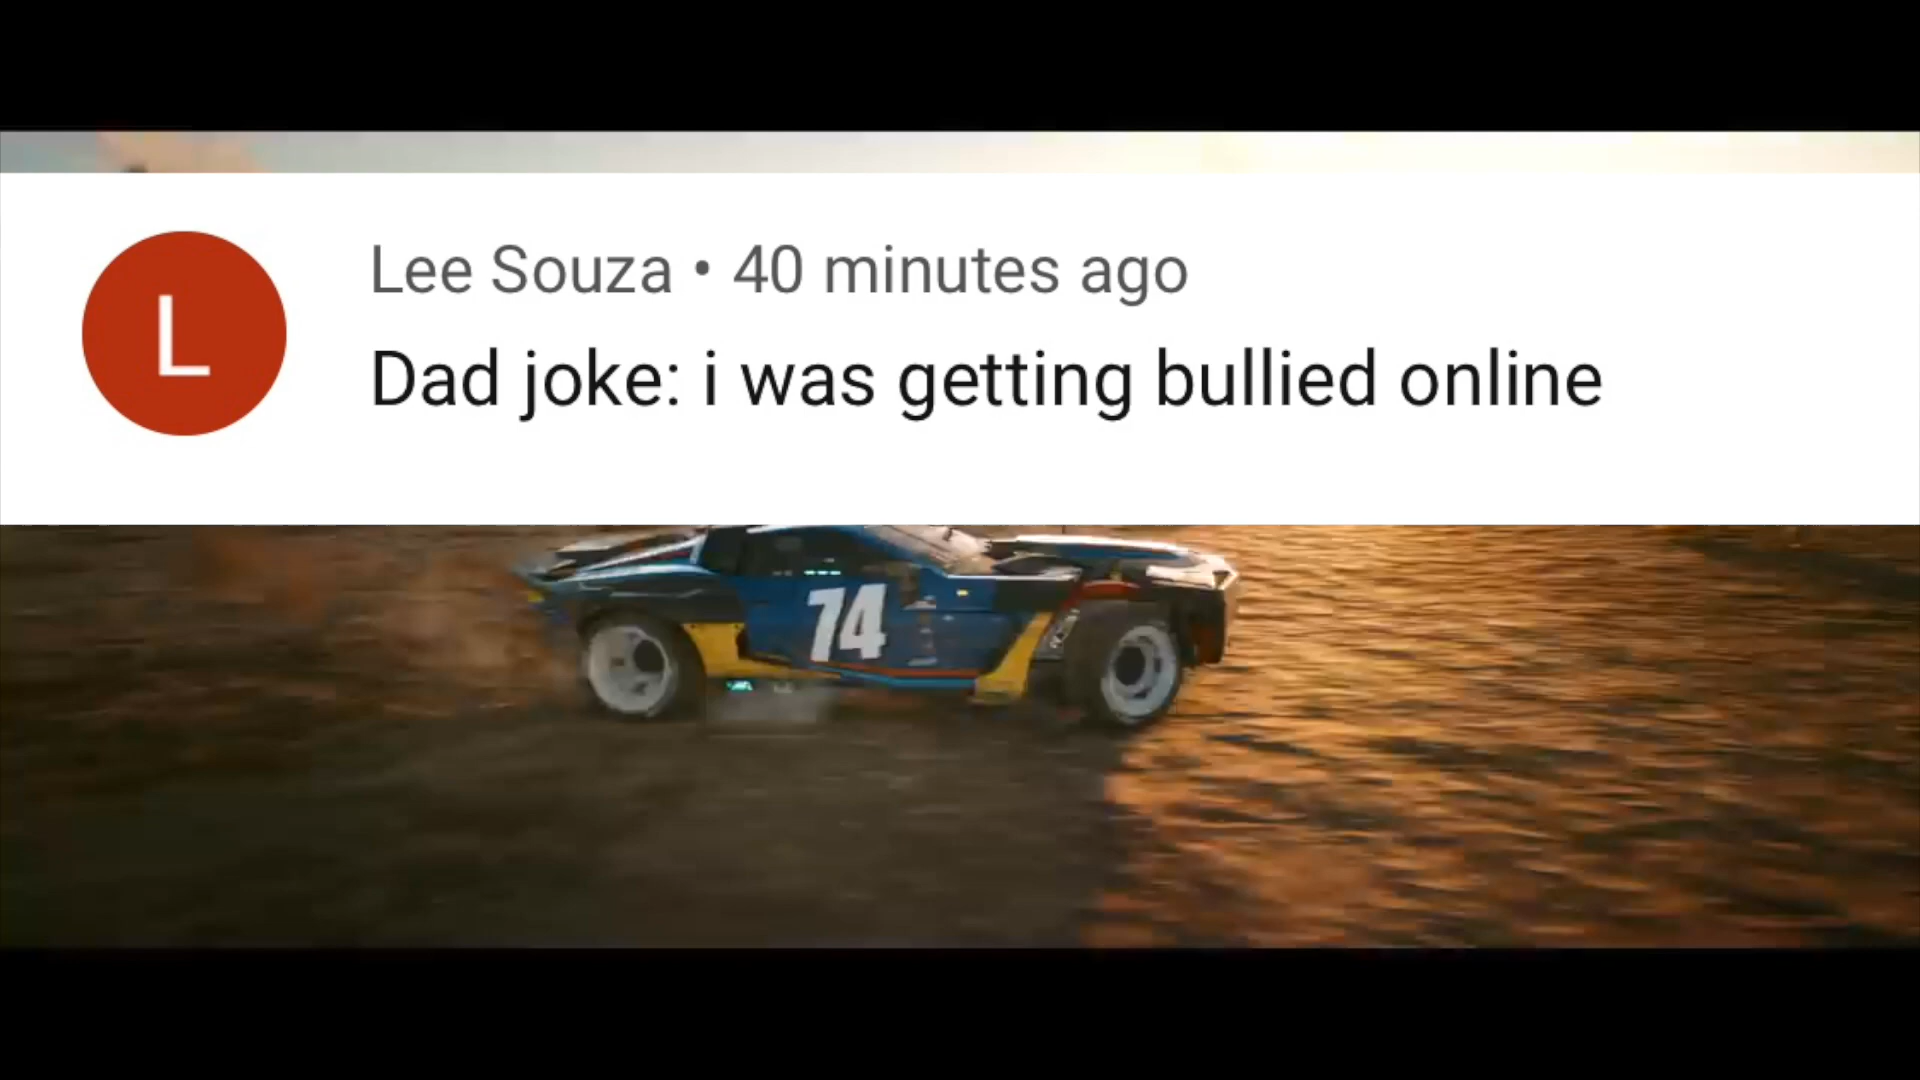 L
Lee Souza • 40 minutes ago
Dad joke: i was getting bullied online
74